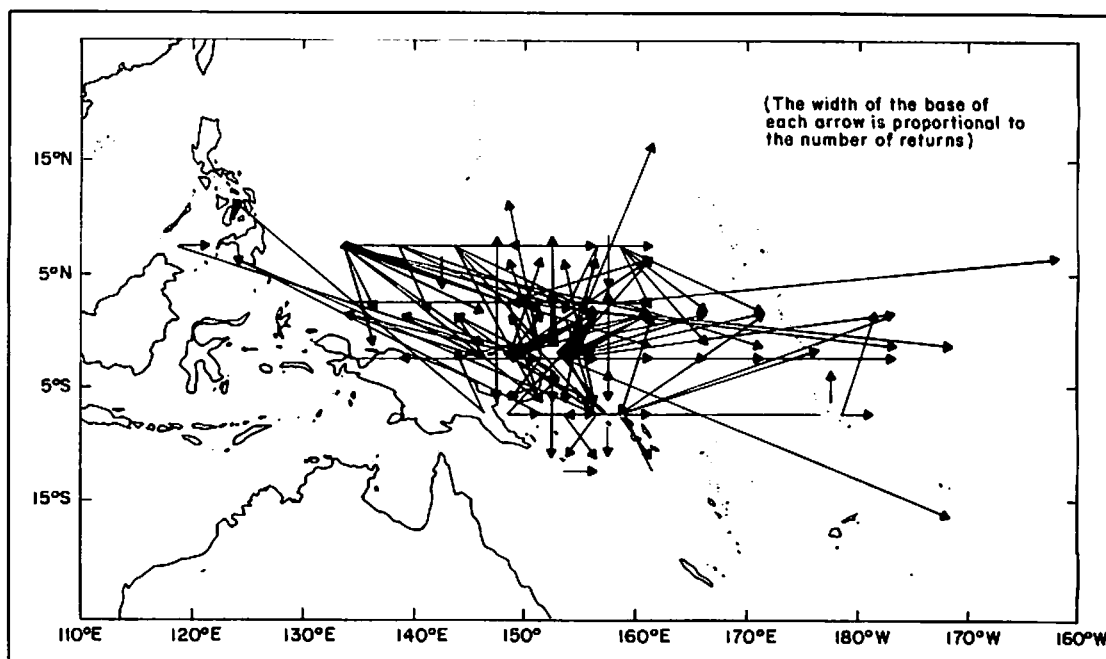 (The width of the base of
each arrow is proportional to
the number of returns)
15°N
5°N
5°S
15°S
110°E 120°E 130°E 140°E 150°E 160°E 170°E 180°W 170°W 160°W